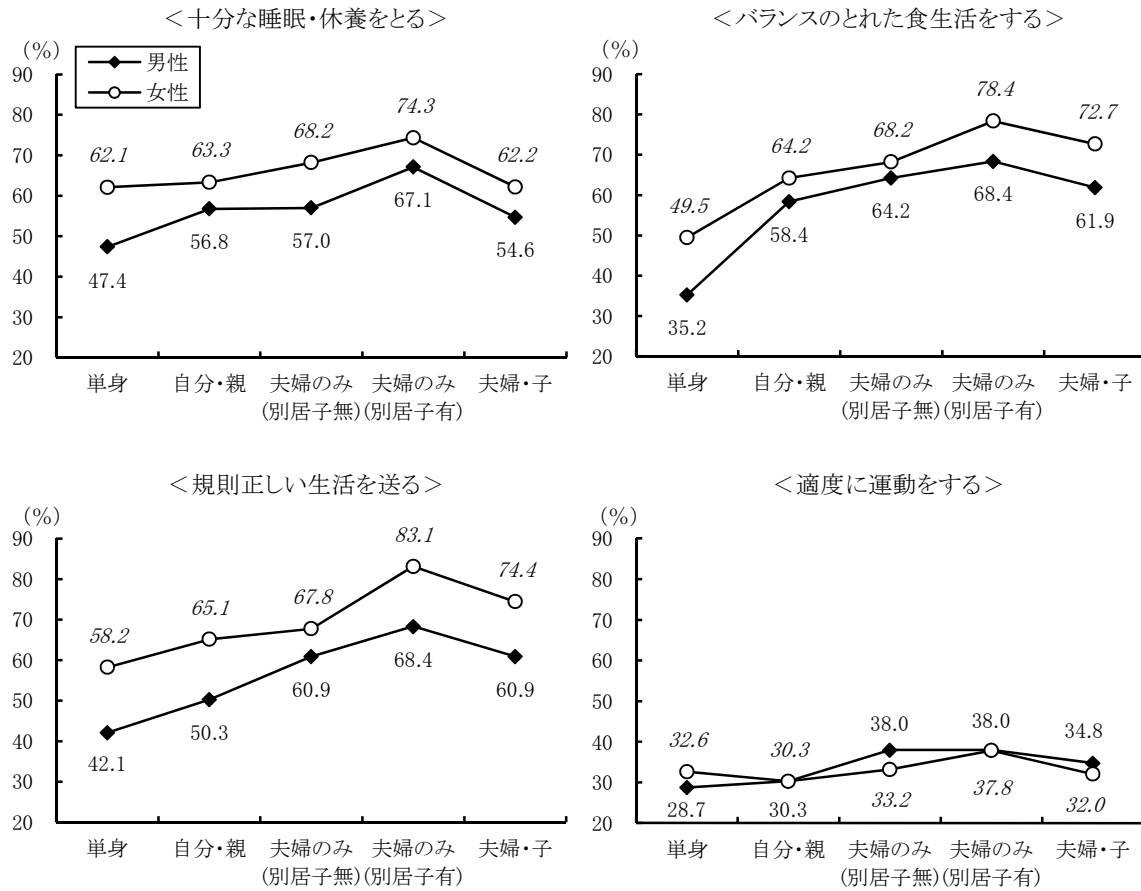 ＜十分な睡眠・休養をとる＞
(％)
男性
女性
90
80
70
60
50
40
30
20
62.1
63.3
68.2
74.3
62.2
47.4
56.8
57.0
67.1
54.6
単身
自分・親
夫婦のみ
(別居子無)
夫婦のみ
(別居子有)
夫婦・子
＜バランスのとれた食生活をする＞
(％)
90
80
70
60
50
40
30
20
49.5
64.2
68.2
78.4
72.7
35.2
58.4
64.2
68.4
61.9
単身
自分・親
夫婦のみ
(別居子無)
夫婦のみ
(別居子有)
夫婦・子
＜規則正しい生活を送る＞
(％)
90
80
70
60
50
40
30
20
58.2
65.1
67.8
83.1
74.4
42.1
50.3
60.9
68.4
60.9
単身
自分・親
夫婦のみ
(別居子無)
夫婦のみ
(別居子有)
夫婦・子
＜適度に運動をする＞
(％)
90
80
70
60
50
40
30
20
32.6
30.3
38.0
38.0
34.8
28.7
30.3
33.2
37.8
32.0
単身
自分・親
夫婦のみ
(別居子無)
夫婦のみ
(別居子有)
夫婦・子